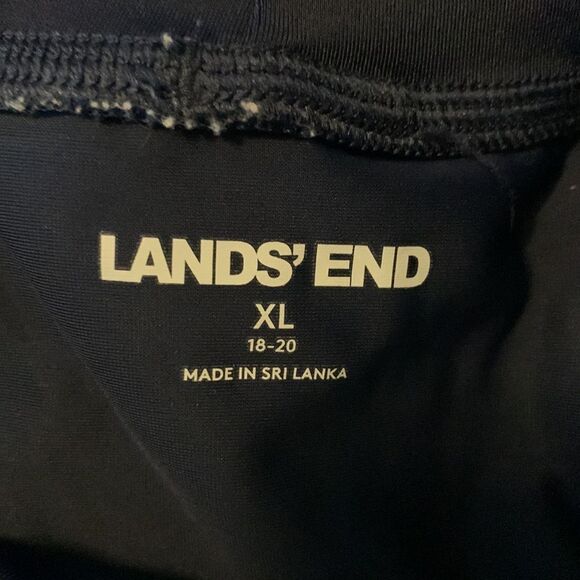 LANDS' END
XL
18-20
MADE IN SRI LANKA